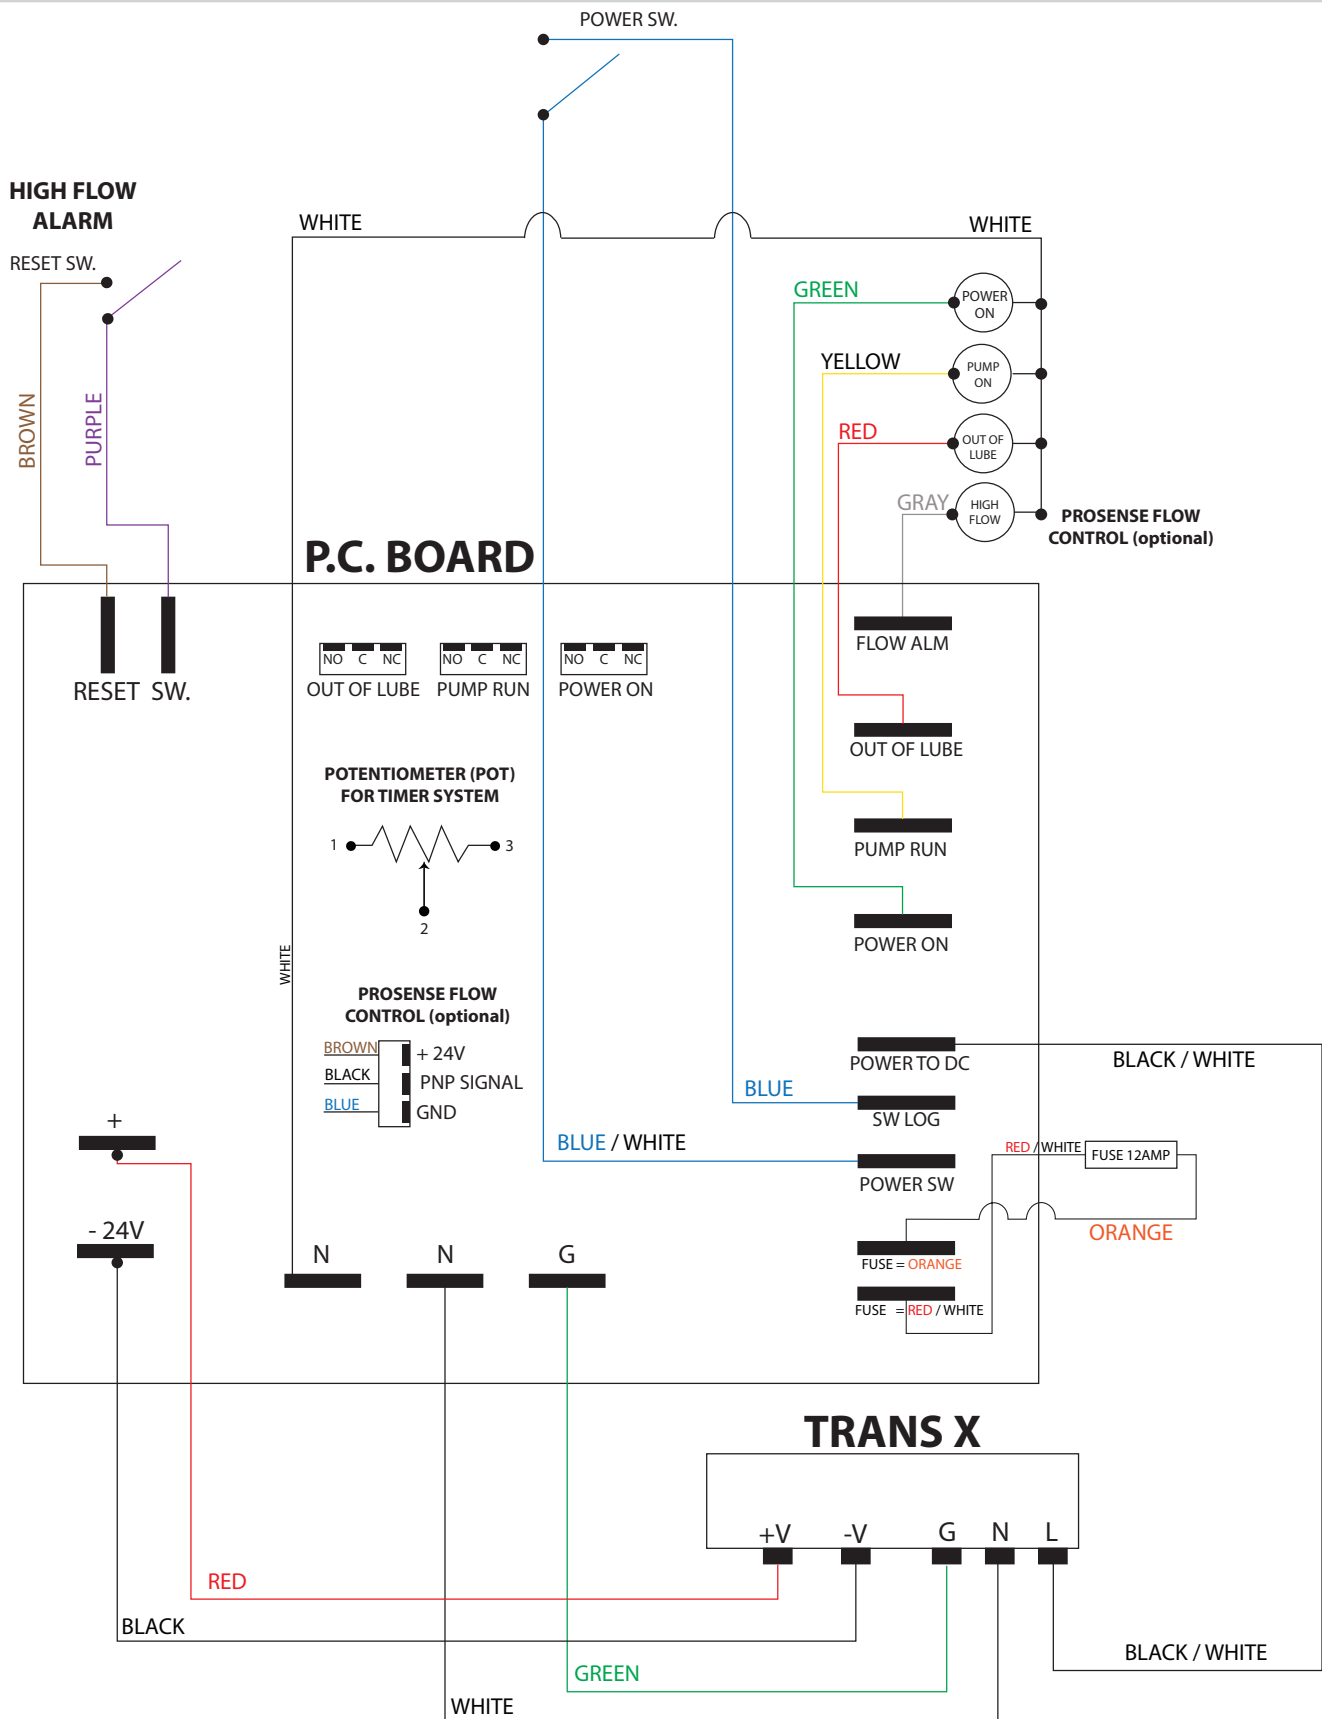 POWER SW.
HIGH FLOW
ALARM
RESET SW.
WHITE
WHITE
GREEN
POWER
ON
YELLOW
PUMP
ON
RED
OUT OF
LUBE
GRAY
HIGH
FLOW
PROSENSE FLOW
CONTROL (optional)
BROWN
PURPLE
P.C. BOARD
RESET SW.
NO C NC
OUT OF LUBE
NO C NC
PUMP RUN
NO C NC
POWER ON
FLOW ALM
OUT OF LUBE
POTENTIOMETER (POT)
FOR TIMER SYSTEM
1
3
2
PUMP RUN
POWER ON
WHITE
PROSENSE FLOW
CONTROL (optional)
BROWN + 24V
BLACK PNP SIGNAL
BLUE GND
POWER TO DC
BLACK / WHITE
BLUE
SW LOG
BLUE / WHITE
POWER SW
RED / WHITE
FUSE 12AMP
ORANGE
FUSE = ORANGE
FUSE = RED / WHITE
+
- 24V
N
N
G
TRANS X
+V -V G N L
RED
BLACK
GREEN
WHITE
BLACK / WHITE